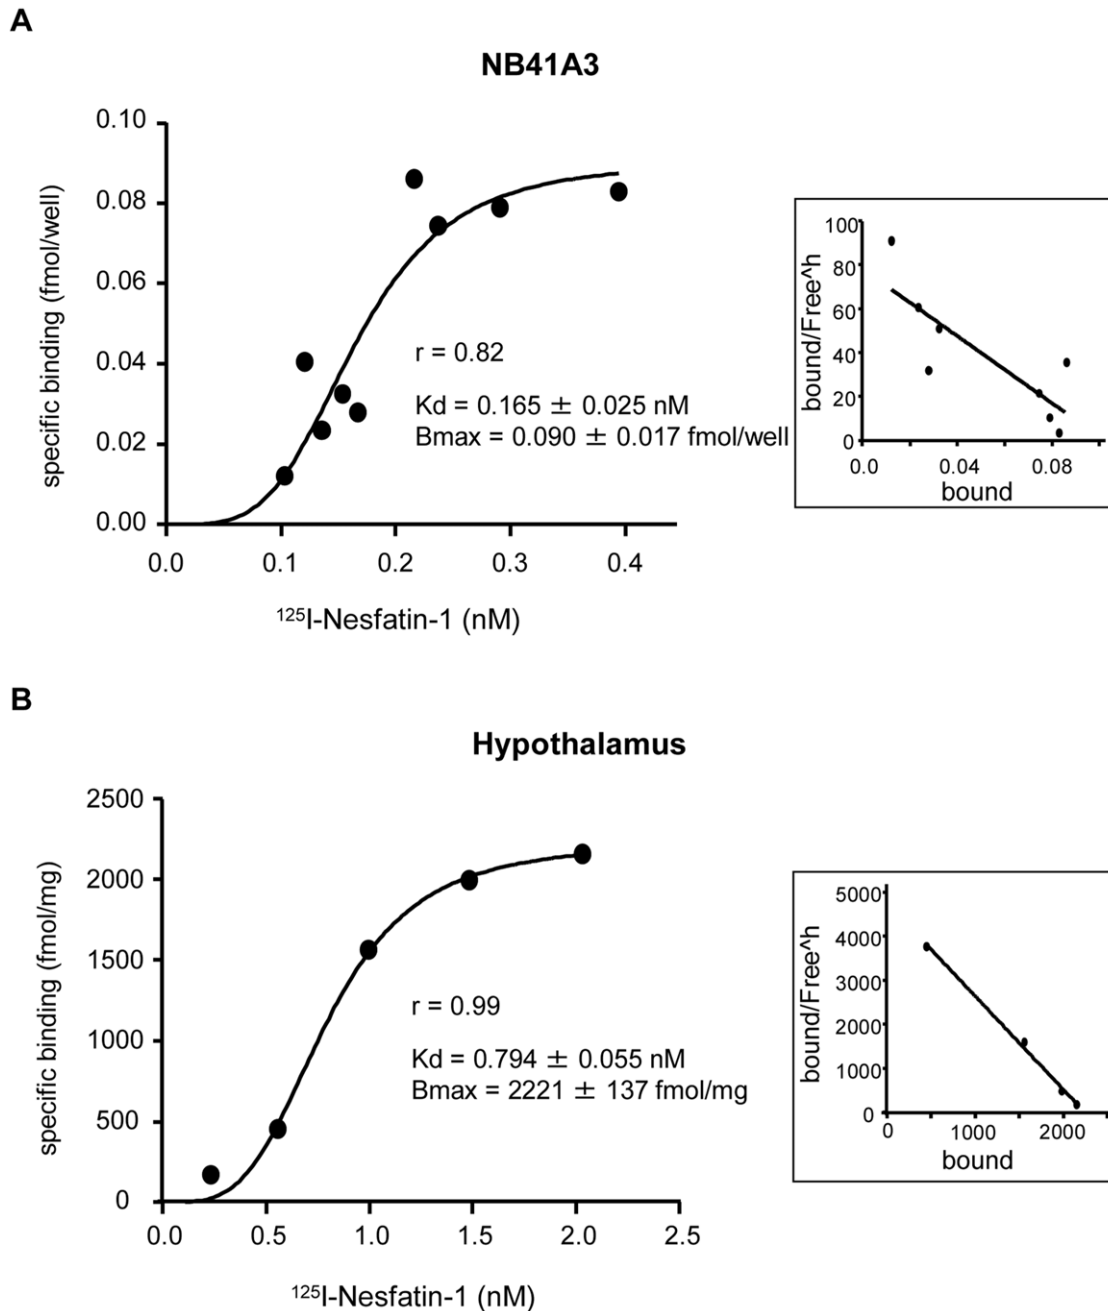 A
NB41A3
specific binding (fmol/well)
0.10
0.08
0.06
0.04
0.02
0.00
0.0 0.1 0.2 0.3 0.4
¹²⁵I-Nesfatin-1 (nM)
r = 0.82
Kd = 0.165 ± 0.025 nM
Bmax = 0.090 ± 0.017 fmol/well
bound/Free^h
100
80
60
40
20
0
0.0 0.04 0.08
bound
B
Hypothalamus
specific binding (fmol/mg)
2500
2000
1500
1000
500
0
0.0 0.5 1.0 1.5 2.0 2.5
¹²⁵I-Nesfatin-1 (nM)
r = 0.99
Kd = 0.794 ± 0.055 nM
Bmax = 2221 ± 137 fmol/mg
bound/Free^h
5000
4000
3000
2000
1000
0
0 1000 2000
bound